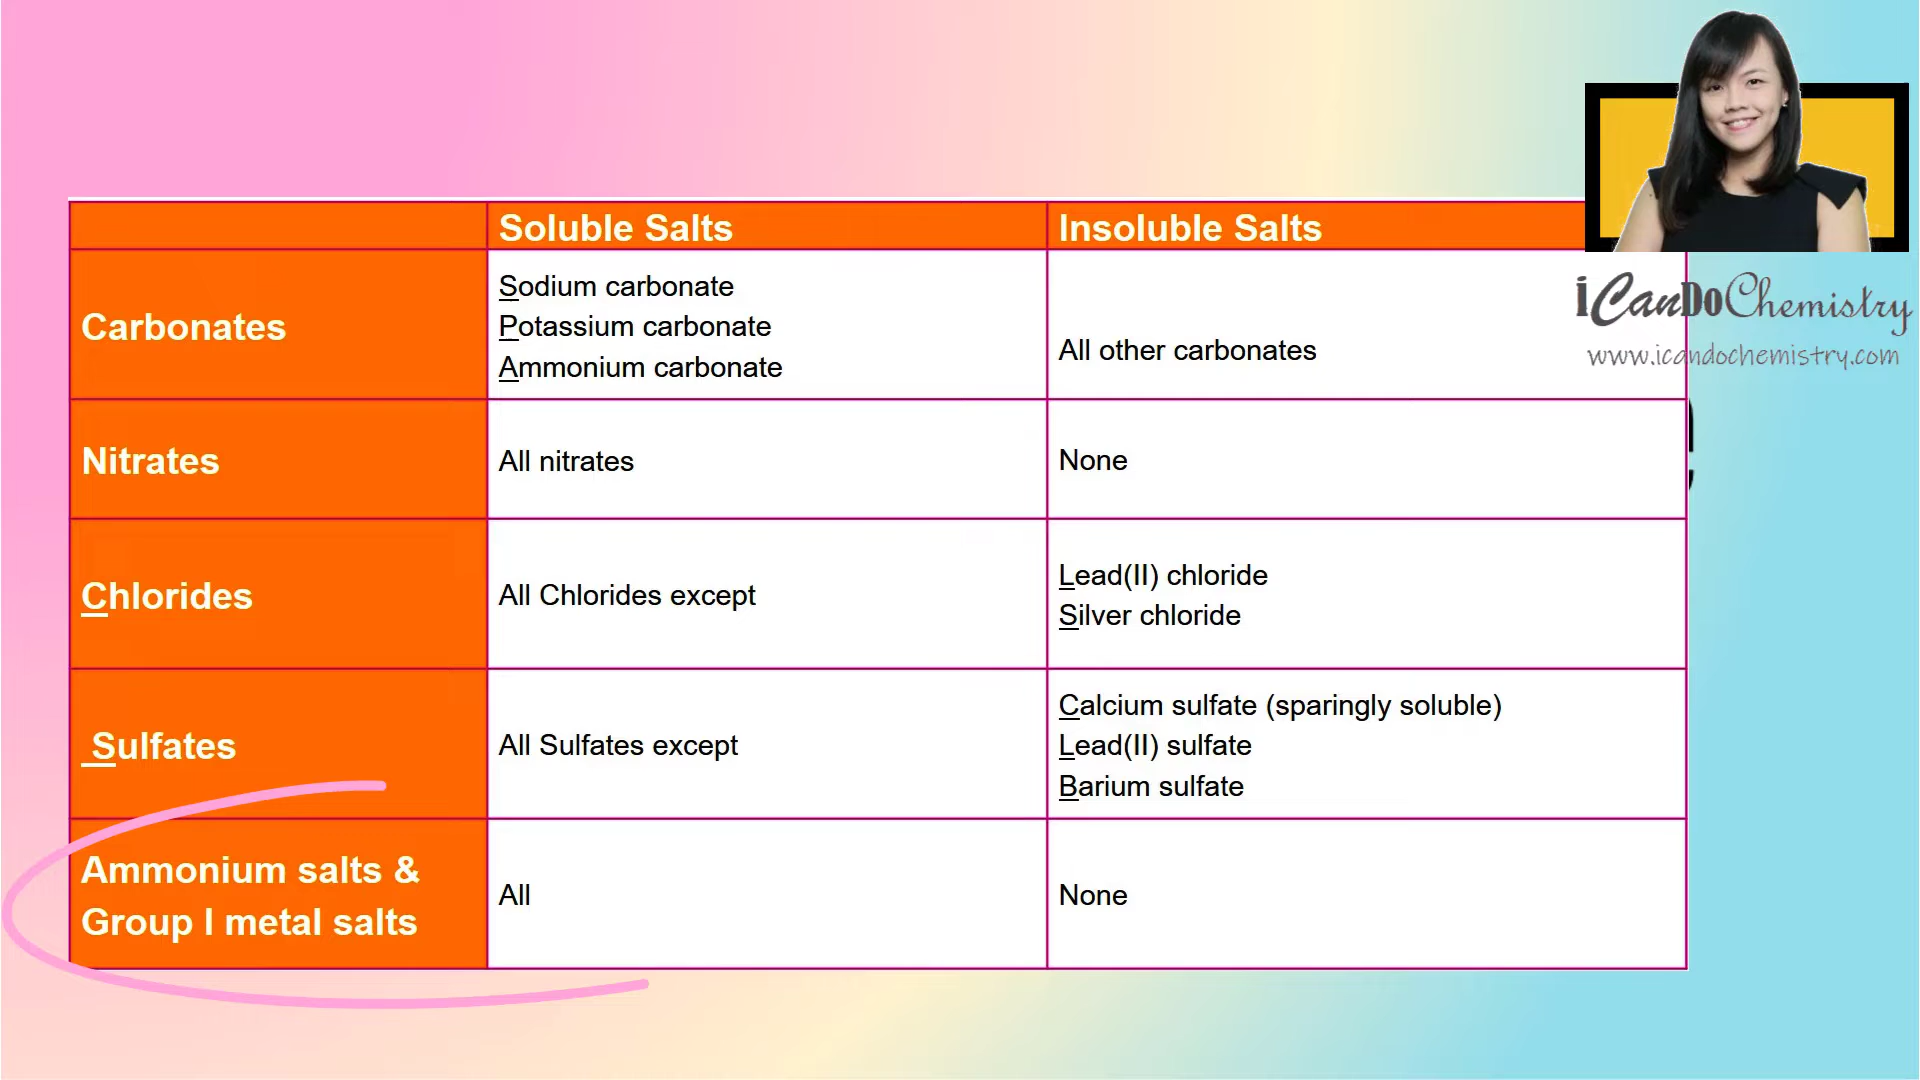 Soluble Salts
Insoluble Salts
Carbonates
Sodium carbonate
Potassium carbonate
Ammonium carbonate
All other carbonates
Nitrates
All nitrates
None
Chlorides
All Chlorides except
Lead(II) chloride
Silver chloride
Sulfates
All Sulfates except
Calcium sulfate (sparingly soluble)
Lead(II) sulfate
Barium sulfate
Ammonium salts &
Group I metal salts
All
None
iCanDoChemistry
www.icandochemistry.com